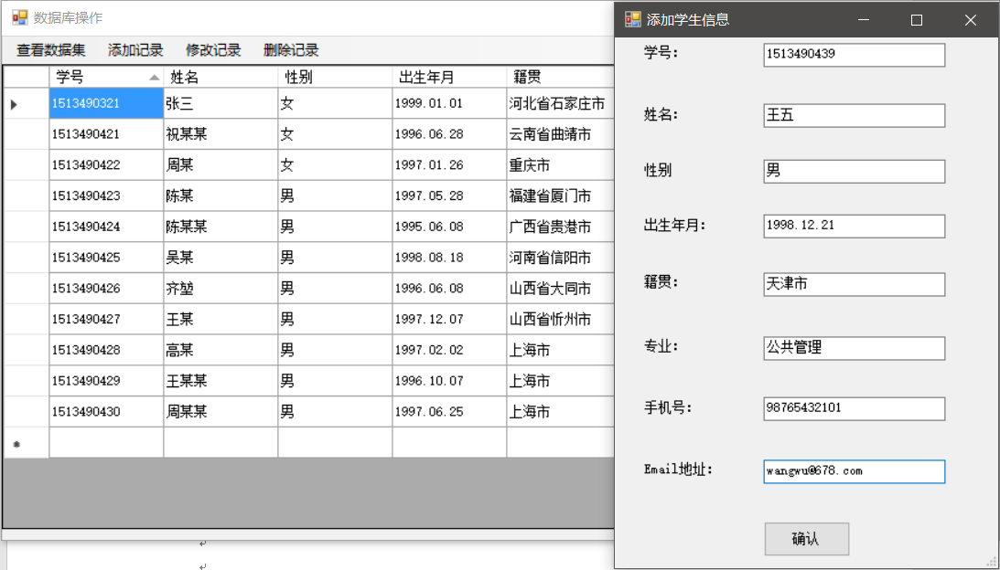 数据库操作
查看数据集 添加记录 修改记录 删除记录
学号 姓名 性别 出生年月 籍贯
1513490321 张三 女 1999.01.01 河北省石家庄市
1513490421 祝某某 女 1996.06.28 云南省曲靖市
1513490422 周某 女 1997.01.26 重庆市
1513490423 陈某 男 1997.05.28 福建省厦门市
1513490424 陈某某 男 1995.06.08 广西省贵港市
1513490425 吴某 男 1998.08.18 河南省信阳市
1513490426 齐堃 男 1996.06.08 山西省大同市
1513490427 王某 男 1997.12.07 山西省忻州市
1513490428 高某 男 1997.02.02 上海市
1513490429 王某某 男 1996.10.07 上海市
1513490430 周某某 男 1997.06.25 上海市
添加学生信息
学号： 1513490439
姓名： 王五
性别 男
出生年月： 1998.12.21
籍贯： 天津市
专业： 公共管理
手机号： 98765432101
Email地址： wangwu@678.com
确认